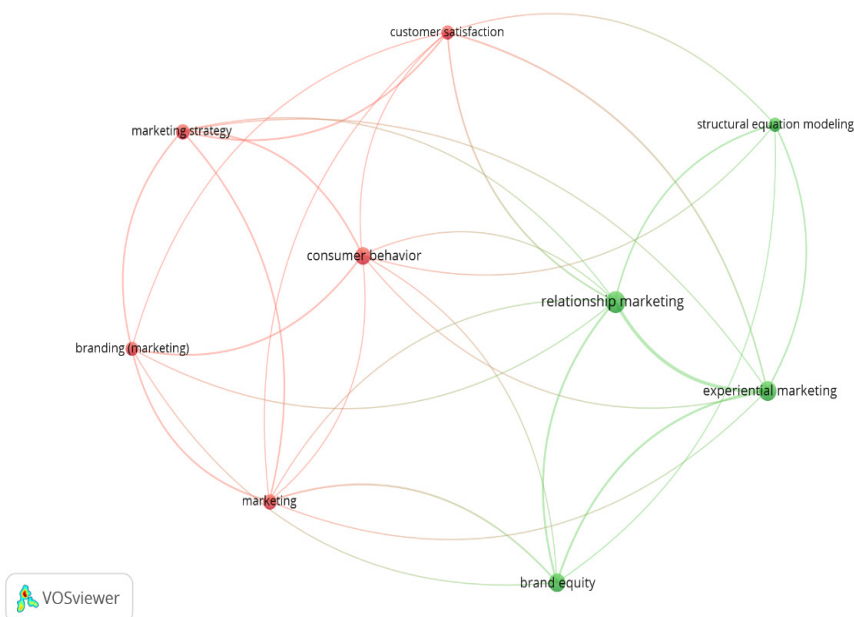 customer satisfaction
structural equation modeling
marketing strategy
consumer behavior
relationship marketing
branding (marketing)
experiential marketing
marketing
brand equity
VOSviewer